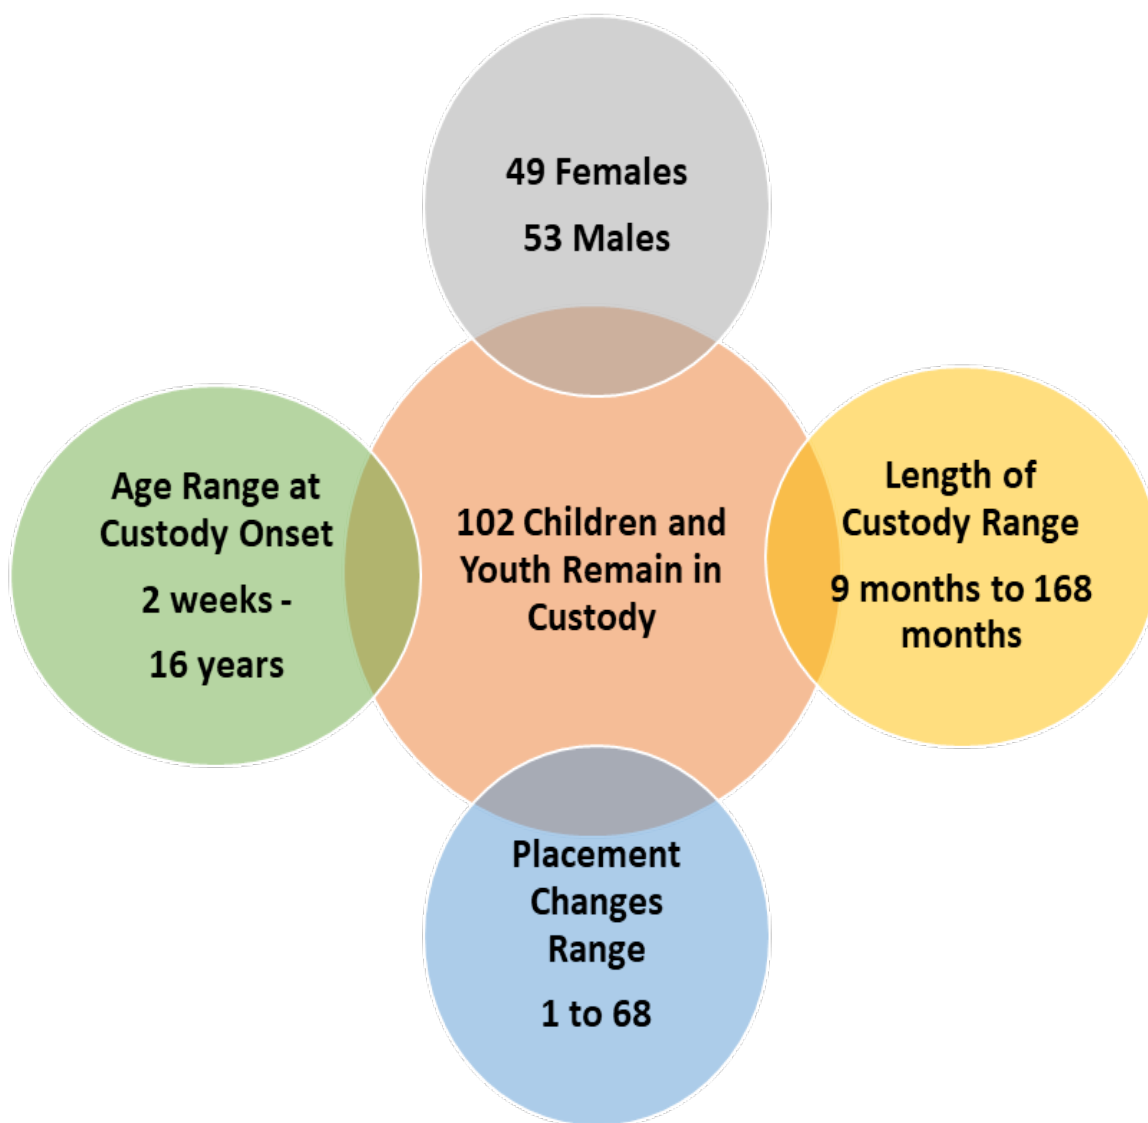 49 Females
53 Males
Age Range at
Custody Onset
2 weeks -
16 years
102 Children and
Youth Remain in
Custody
Length of
Custody Range
9 months to 168
months
Placement
Changes
Range
1 to 68